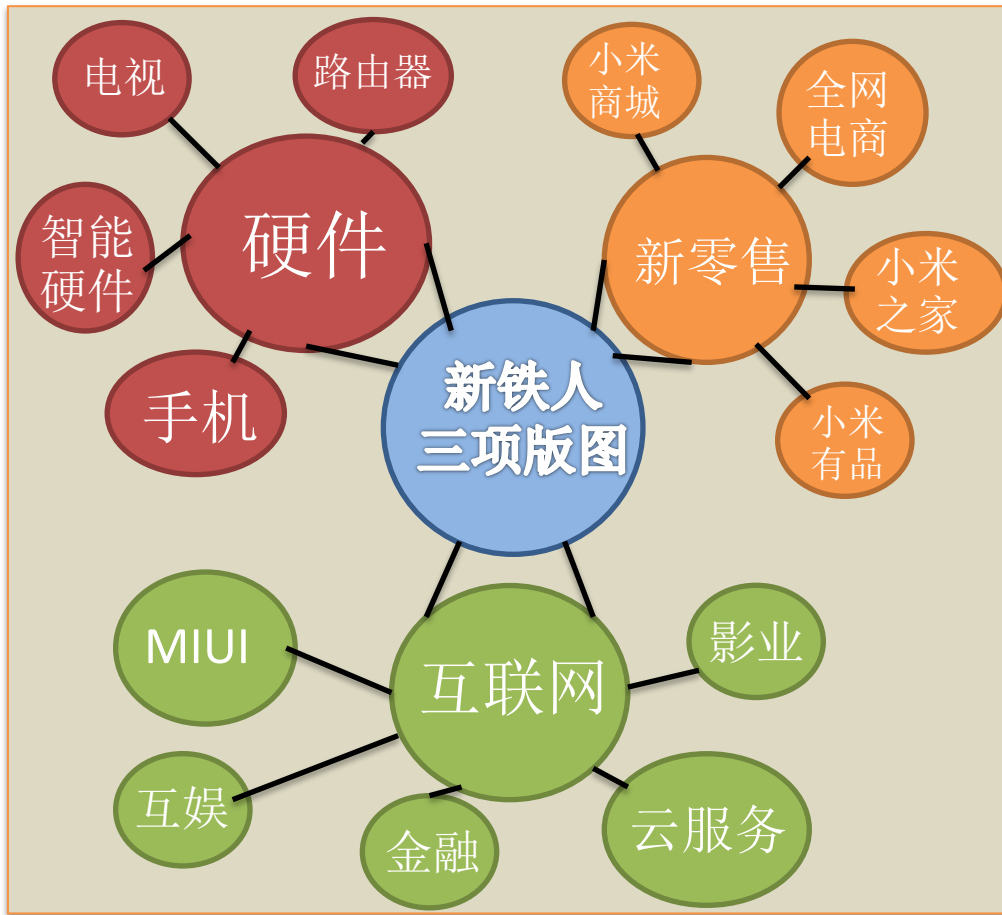 电视
路由器
智能
硬件
硬件
手机
小米
商城
全网
电商
新零售
小米
之家
小米
有品
新铁人
三项版图
MIUI
互联网
影业
互娱
金融
云服务